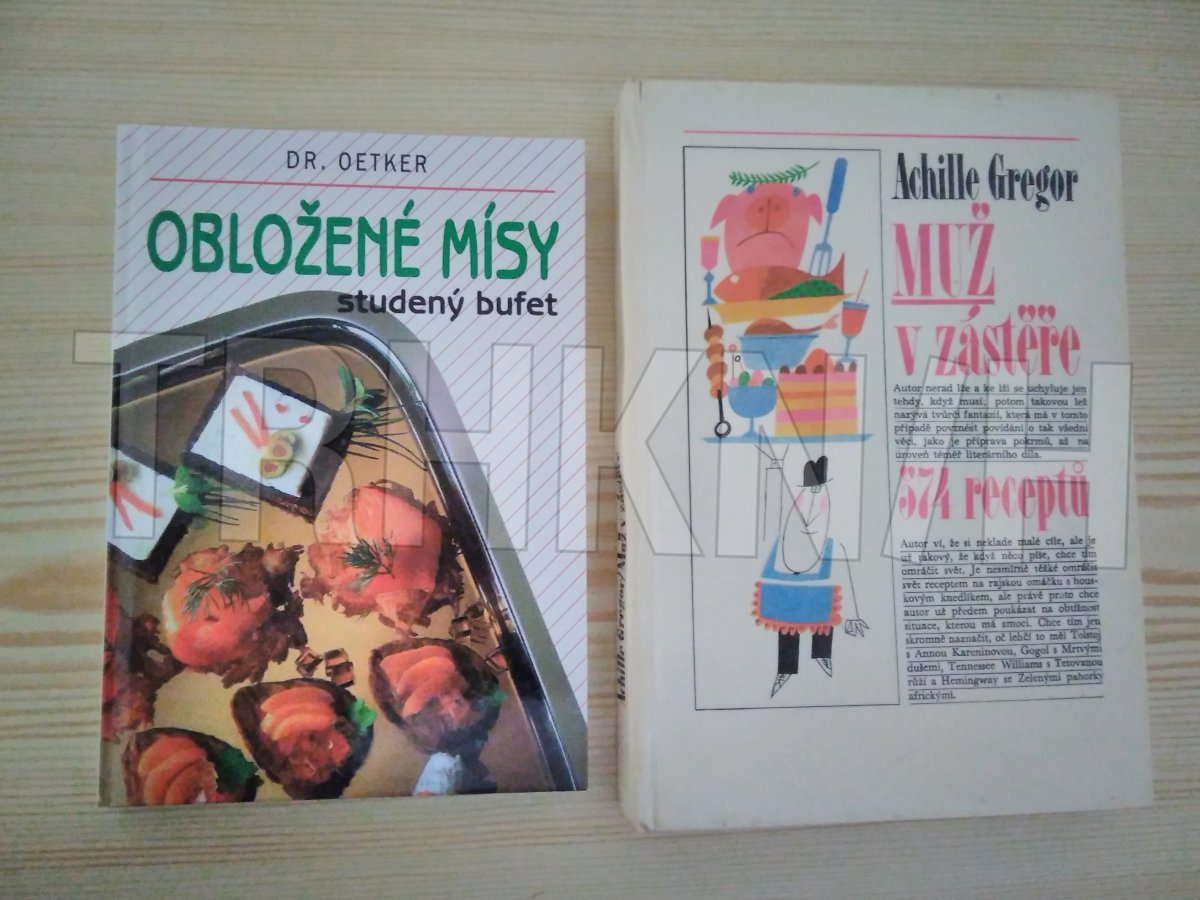 DR. OETKER
OBLOŽENÉ MÍSY
studený bufet
Achille Gregor
MUŽ
v zástěře
Autor nerad lže a ke lži se uchyluje jen
tehdy, když musí; potom takovou lež
nazývá tvůrčí fantazií, která má v tomto
případě povznést povídání o tak všední
věci, jako je příprava pokrmů, až na
úroveň téměř literárního díla.
574 receptů
Autor ví, že si neklade malé cíle, ale je
už takový, že když něco píše, chce tím
omráčit svět. Je nesmírně těžké omráčit
svět receptem na rajskou omáčku s hous-
kovým knedlíkem, ale právě proto chce
autor už předem poukázat na obtížnost
situace, kterou má zmoci. Chce tím jen
skromně naznačit, oč lehčí to měl Tolstoj
s Annou Kareninovou, Gogol s Mrtvými
dušemi, Tennessee Williams s Tetovanou
růží a Hemingway se Zelenými pahorky
africkými.
Achille Gregor/Muž v zástěře